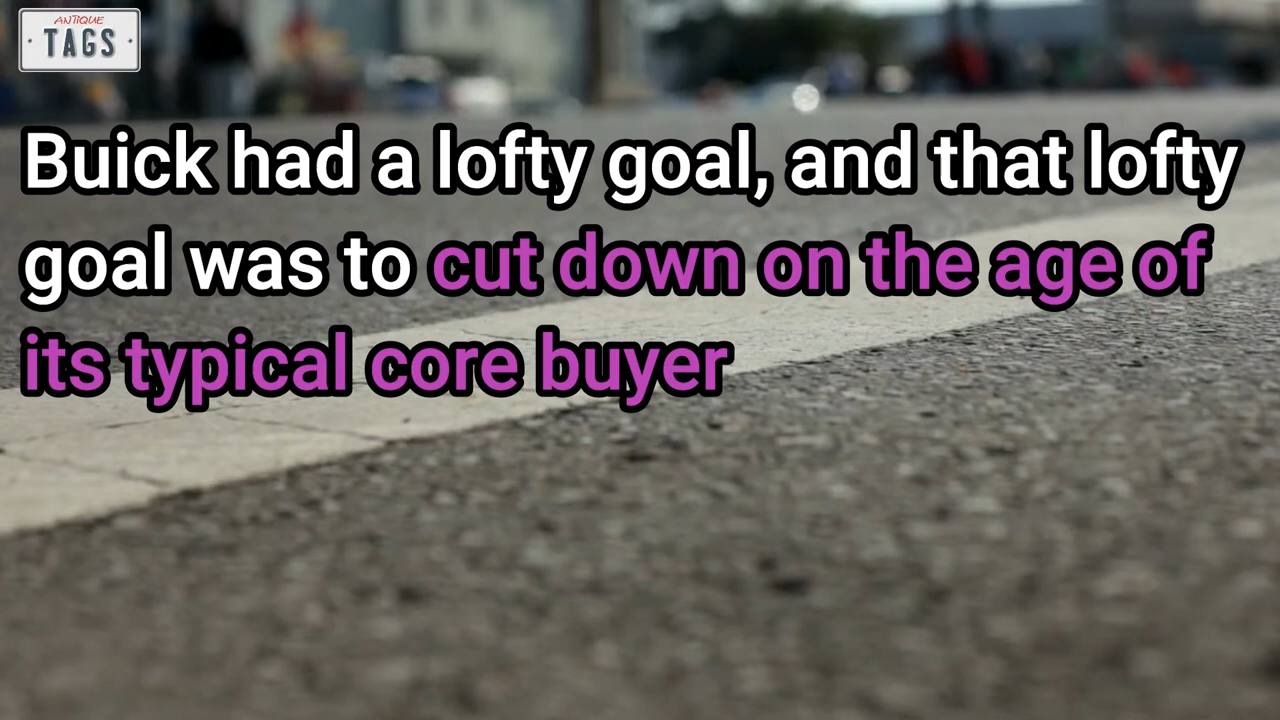 ANTIQUE
TAGS
Buick had a lofty goal, and that lofty
goal was to cut down on the age of
its typical core buyer